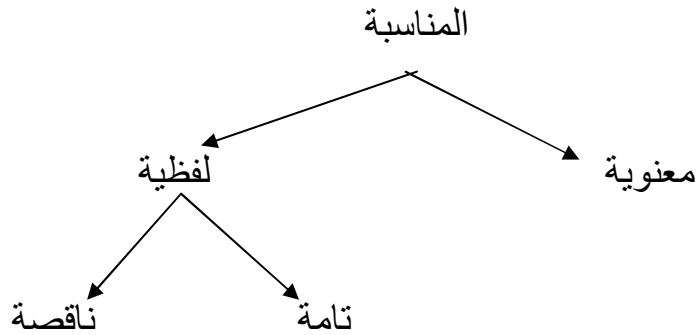 المناسبة
معنوية لفظية
تامة ناقصة